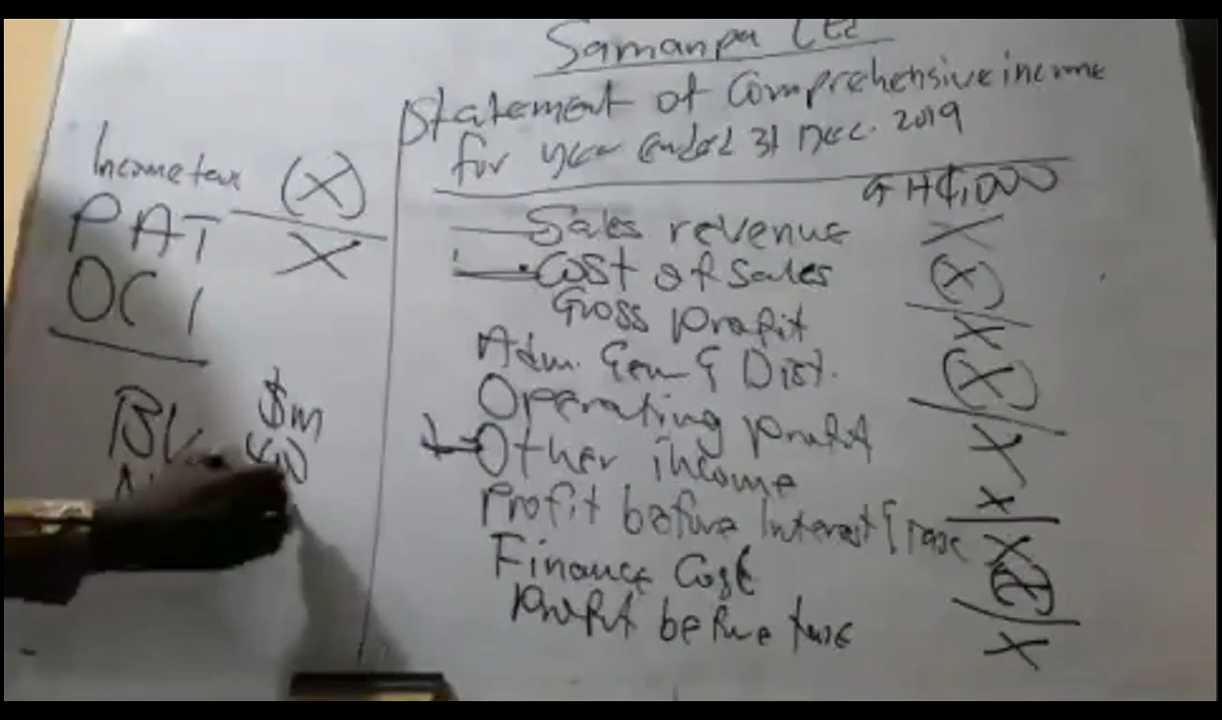 Samanpa Ltd
Statement of Comprehensive income
for year ended 31 Dec. 2019
GH₵,000
Sales revenue X
Cost of sales (X)
Gross profit X
Adm. Gen & Dist. (X)
Operating profit X
Other income X
Profit before Interest & tax X
Finance Cost (X)
Profit before tax X
Income tax (X)
PAT X
OCI
$m